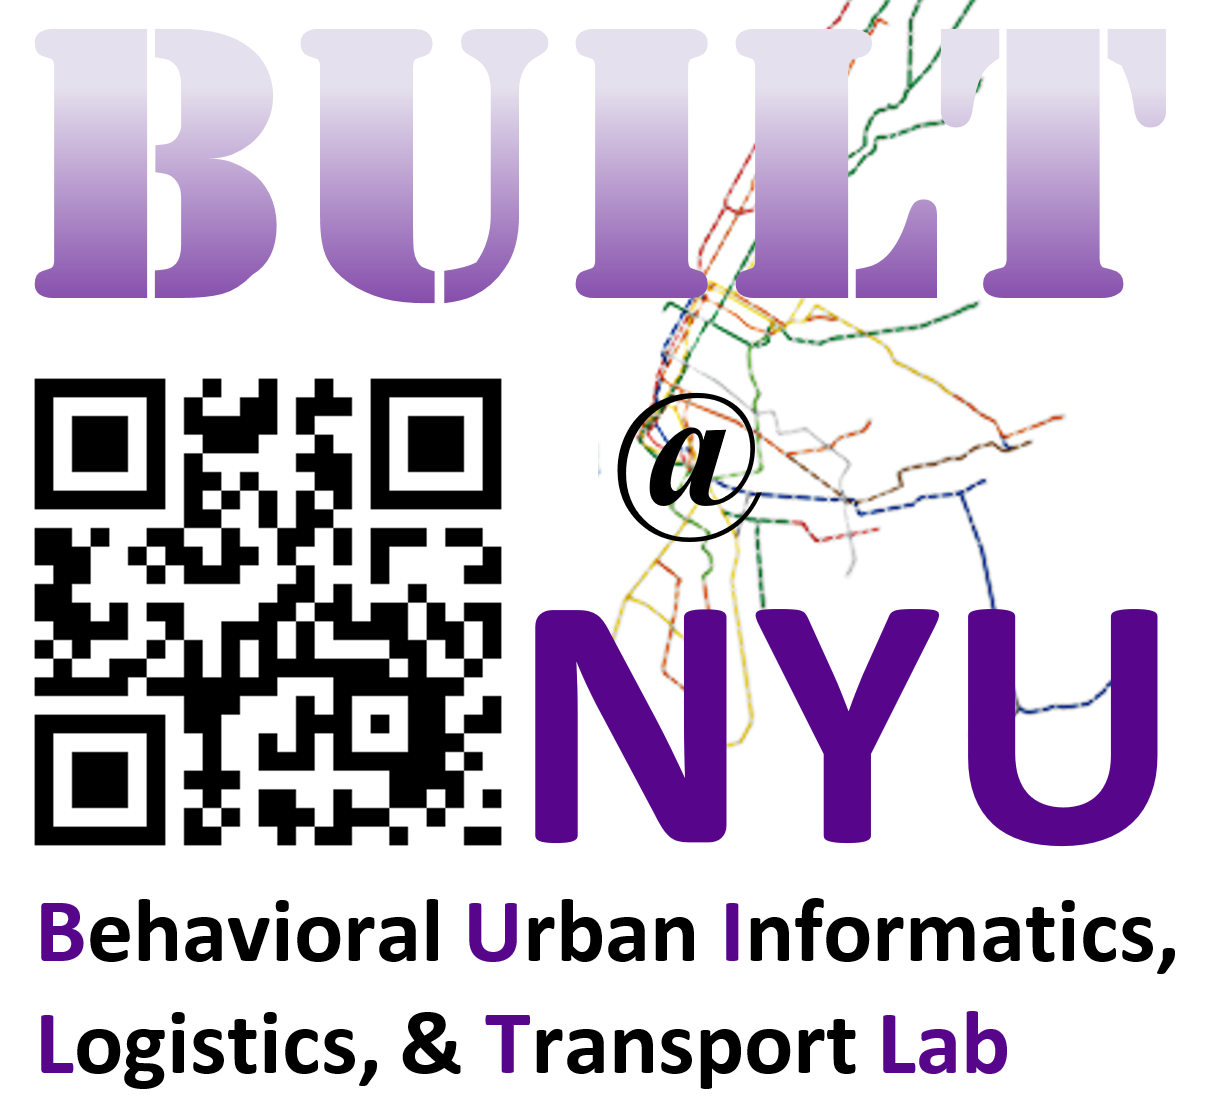 BUILT
@
NYU
Behavioral Urban Informatics,
Logistics, & Transport Lab